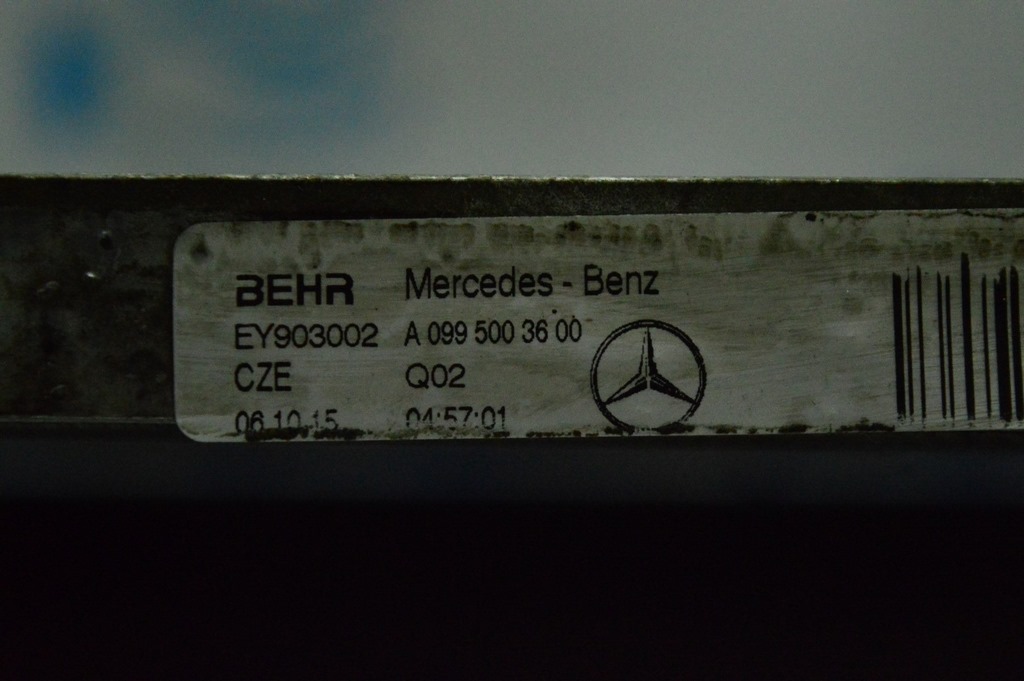 BEHR Mercedes - Benz
EY903002 A 099 500 36 00
CZE Q02
06.10.15 04:57:01